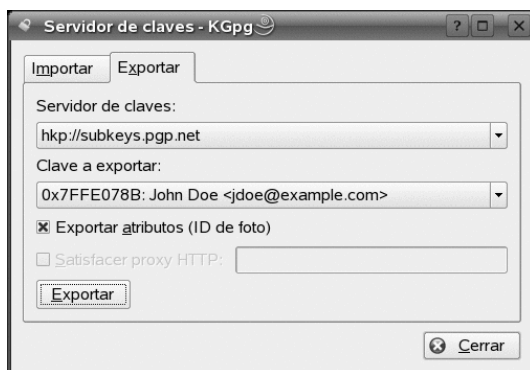 Servidor de claves - KGpg
Importar Exportar
Servidor de claves:
hkp://subkeys.pgp.net
Clave a exportar:
0x7FFE078B: John Doe <jdoe@example.com>
Exportar atributos (ID de foto)
Satisfacer proxy HTTP:
Exportar
Cerrar